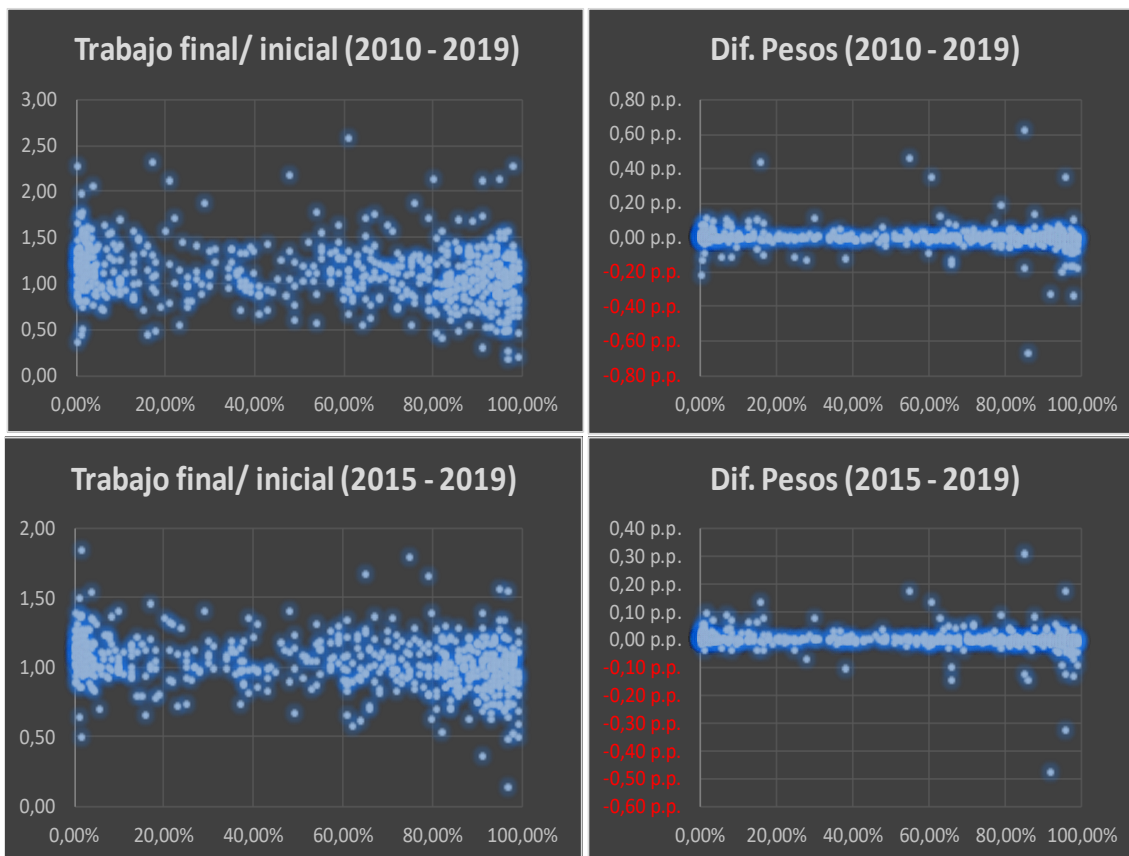 Trabajo final/ inicial (2010 - 2019)
3,00
2,50
2,00
1,50
1,00
0,50
0,00
0,00% 20,00% 40,00% 60,00% 80,00% 100,00%
Dif. Pesos (2010 - 2019)
0,80 p.p.
0,60 p.p.
0,40 p.p.
0,20 p.p.
0,00 p.p.
-0,20 p.p.
-0,40 p.p.
-0,60 p.p.
-0,80 p.p.
0,00% 20,00% 40,00% 60,00% 80,00% 100,00%
Trabajo final/ inicial (2015 - 2019)
2,00
1,50
1,00
0,50
0,00
0,00% 20,00% 40,00% 60,00% 80,00% 100,00%
Dif. Pesos (2015 - 2019)
0,40 p.p.
0,30 p.p.
0,20 p.p.
0,10 p.p.
0,00 p.p.
-0,10 p.p.
-0,20 p.p.
-0,30 p.p.
-0,40 p.p.
-0,50 p.p.
-0,60 p.p.
0,00% 20,00% 40,00% 60,00% 80,00% 100,00%